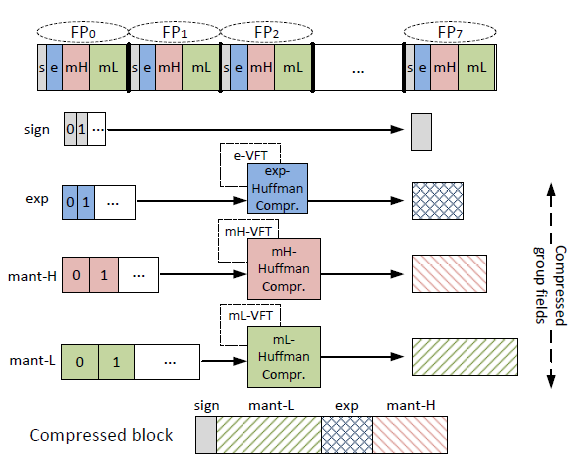 FP0 FP1 FP2 FP7
s e mH mL s e mH mL s e mH mL ... s e mH mL
sign 0 1 ...
e-VFT
exp 0 1 ... exp-
Huffman
Compr.
mH-VFT
mant-H 0 1 ... mH-
Huffman
Compr.
mL-VFT
mant-L 0 1 ... mL-
Huffman
Compr.
Compressed
group fields
sign mant-L exp mant-H
Compressed block